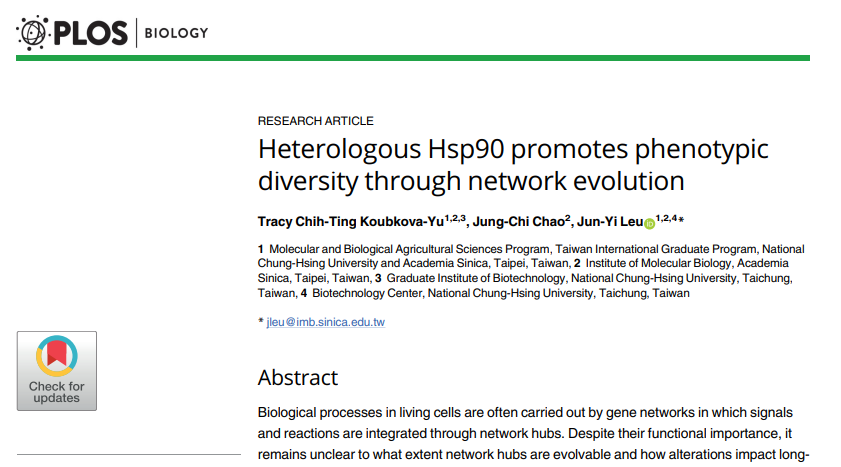 PLOS | BIOLOGY
RESEARCH ARTICLE
Heterologous Hsp90 promotes phenotypic
diversity through network evolution
Tracy Chih-Ting Koubkova-Yu1,2,3, Jung-Chi Chao2, Jun-Yi Leu1,2,4*
1 Molecular and Biological Agricultural Sciences Program, Taiwan International Graduate Program, National
Chung-Hsing University and Academia Sinica, Taipei, Taiwan, 2 Institute of Molecular Biology, Academia
Sinica, Taipei, Taiwan, 3 Graduate Institute of Biotechnology, National Chung-Hsing University, Taichung,
Taiwan, 4 Biotechnology Center, National Chung-Hsing University, Taichung, Taiwan
* jleu@imb.sinica.edu.tw
Check for
updates
Abstract
Biological processes in living cells are often carried out by gene networks in which signals
and reactions are integrated through network hubs. Despite their functional importance, it
remains unclear to what extent network hubs are evolvable and how alterations impact long-